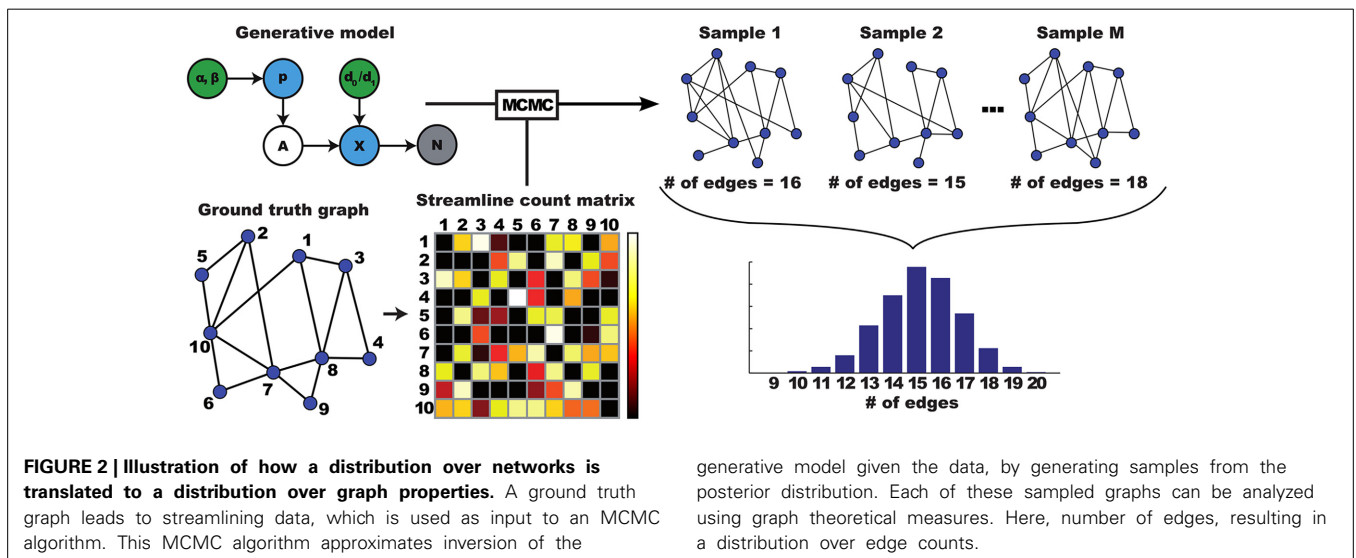 Generative model
α, β
p
d0/d1
A
X
N
MCMC
Sample 1
Sample 2
Sample M
...
# of edges = 16
# of edges = 15
# of edges = 18
Ground truth graph
2
1
3
5
10
4
8
7
6
9
Streamline count matrix
1 2 3 4 5 6 7 8 9 10
1
2
3
4
5
6
7
8
9
10
9 10 11 12 13 14 15 16 17 18 19 20
# of edges
FIGURE 2 | Illustration of how a distribution over networks is
translated to a distribution over graph properties. A ground truth
graph leads to streamlining data, which is used as input to an MCMC
algorithm. This MCMC algorithm approximates inversion of the
generative model given the data, by generating samples from the
posterior distribution. Each of these sampled graphs can be analyzed
using graph theoretical measures. Here, number of edges, resulting in
a distribution over edge counts.